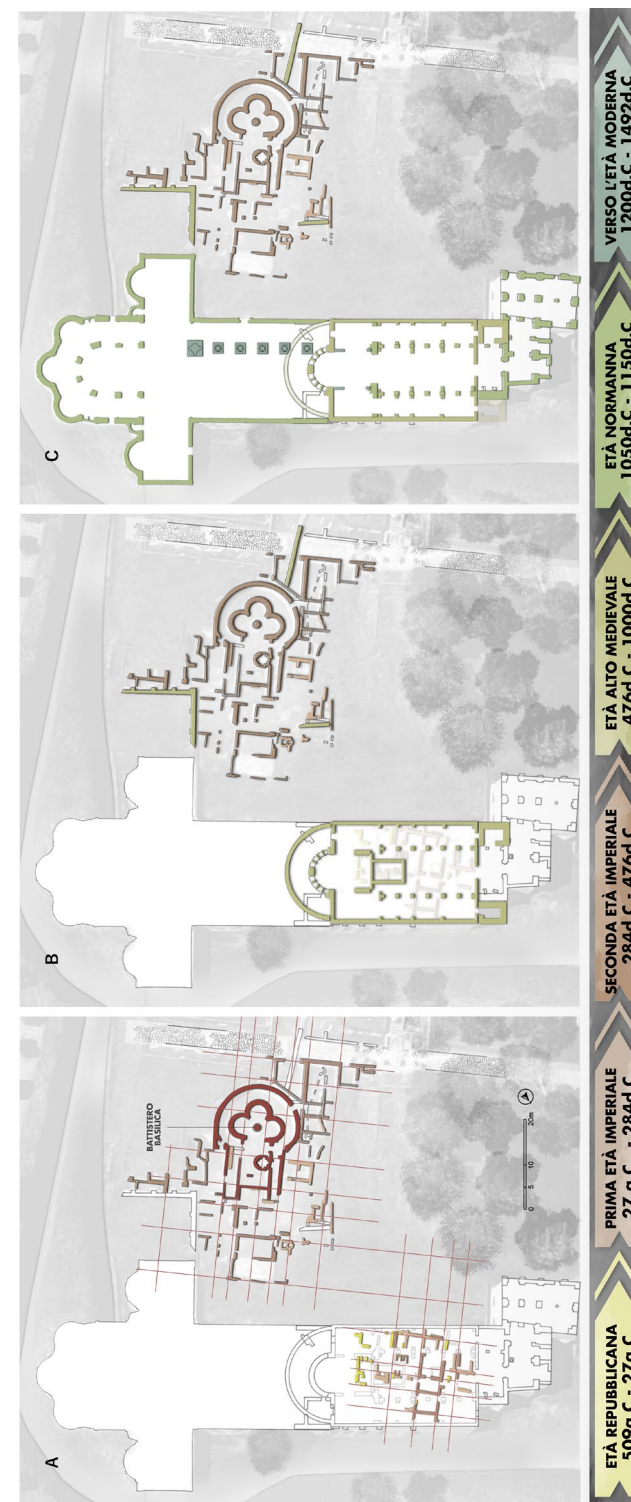 A
BATTISTERO
BASILICA
0 5 10 20m
B
C
ETÀ REPUBBLICANA
509a.C - 27a.C
PRIMA ETÀ IMPERIALE
27 a.C - 284d.C
SECONDA ETÀ IMPERIALE
284d.C - 476d.C
ETÀ ALTO MEDIEVALE
476d.C - 1000d.C
ETÀ NORMANNA
1050d.C - 1150d.C
VERSO L'ETÀ MODERNA
1200d.C - 1492d.C